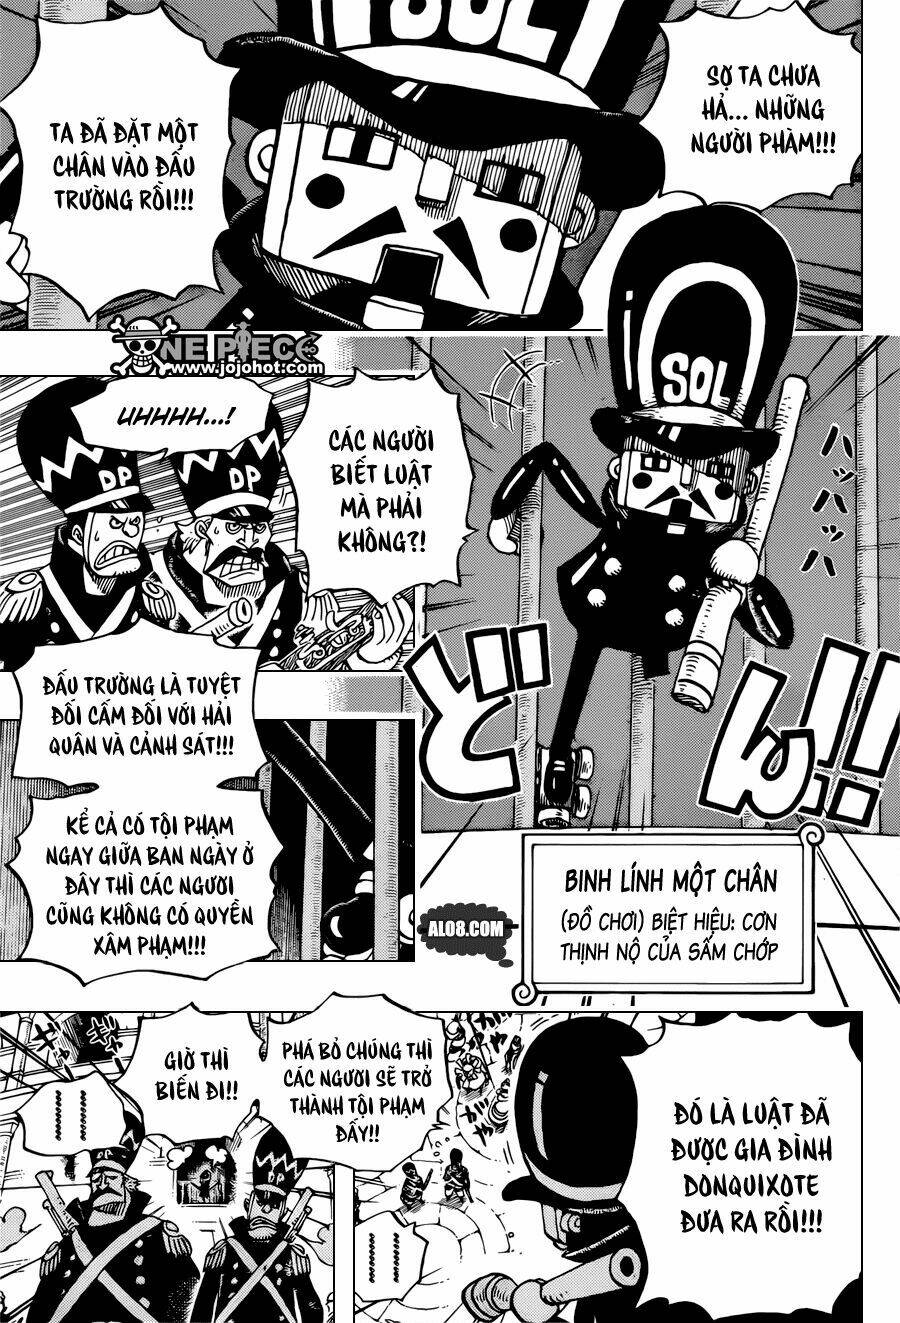 SOL
SỢ TA CHƯA
HẢ... NHỮNG
NGƯỜI PHÀM!!!
TA ĐÃ ĐẶT MỘT
CHÂN VÀO ĐẤU
TRƯỜNG RỒI!!!
ONE PIECE
www.jojohot.com
SOL
ハッハッハッ
CÁC NGƯỜI
BIẾT LUẬT
MÀ PHẢI
KHÔNG?!
UHHHH...!
DP
DP
どん!!
ĐẤU TRƯỜNG LÀ TUYỆT
ĐỐI CẤM ĐỐI VỚI HẢI
QUÂN VÀ CẢNH SÁT!!!
KỂ CẢ CÓ TỘI PHẠM
NGAY GIỮA BAN NGÀY Ở
ĐÂY THÌ CÁC NGƯỜI
CŨNG KHÔNG CÓ QUYỀN
XÂM PHẠM!!!
BINH LÍNH MỘT CHÂN
(ĐỒ CHƠI) BIỆT HIỆU: CƠN
THỊNH NỘ CỦA SẤM CHỚP
ALO8.COM
ĐÓ LÀ LUẬT ĐÃ
ĐƯỢC GIA ĐÌNH
DONQUIXOTE
ĐƯA RA RỒI!!!
PHÁ BỎ CHÚNG THÌ
CÁC NGƯỜI SẼ TRỞ
THÀNH TỘI PHẠM
ĐẤY!!
GIỜ THÌ
BIẾN ĐI!!
DP
DP